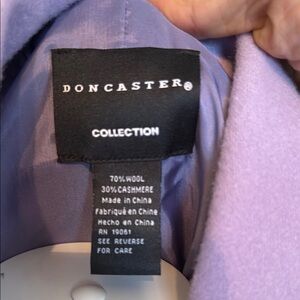 DONCASTER®
COLLECTION
70% WOOL
30% CASHMERE
Made in China
Fabriqué en Chine
Hecho en China
RN 19061
SEE REVERSE
FOR CARE